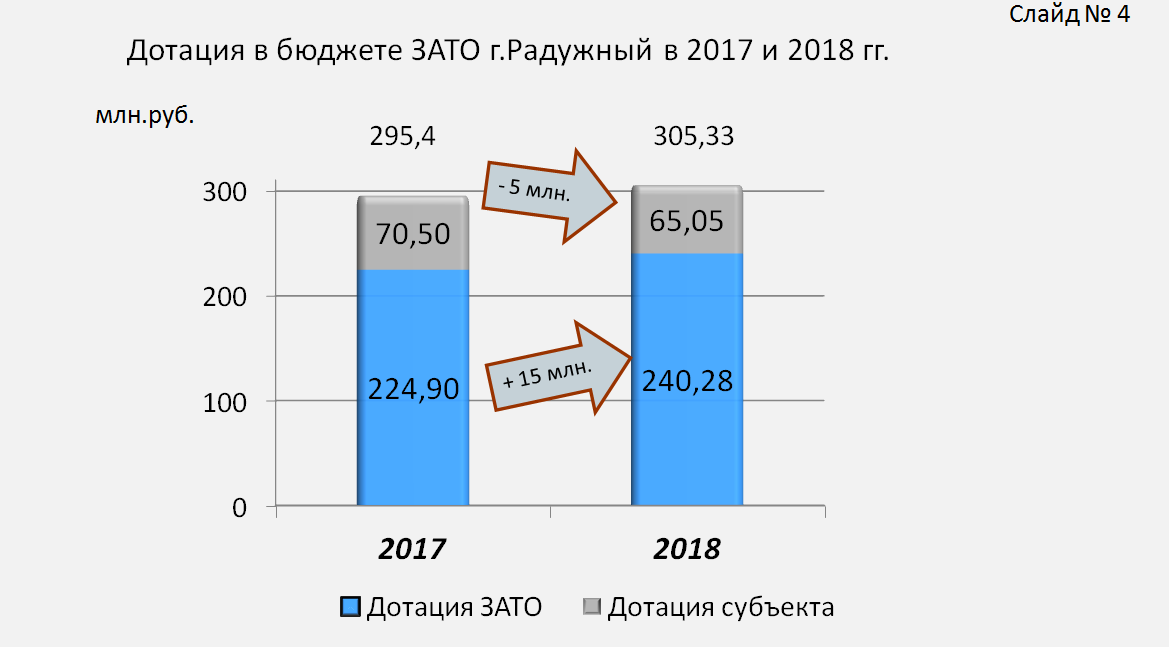 Слайд № 4
Дотация в бюджете ЗАТО г.Радужный в 2017 и 2018 гг.
млн.руб.
295,4
305,33
300
200
100
0
70,50
65,05
- 5 млн.
224,90
240,28
+ 15 млн.
2017
2018
Дотация ЗАТО
Дотация субъекта